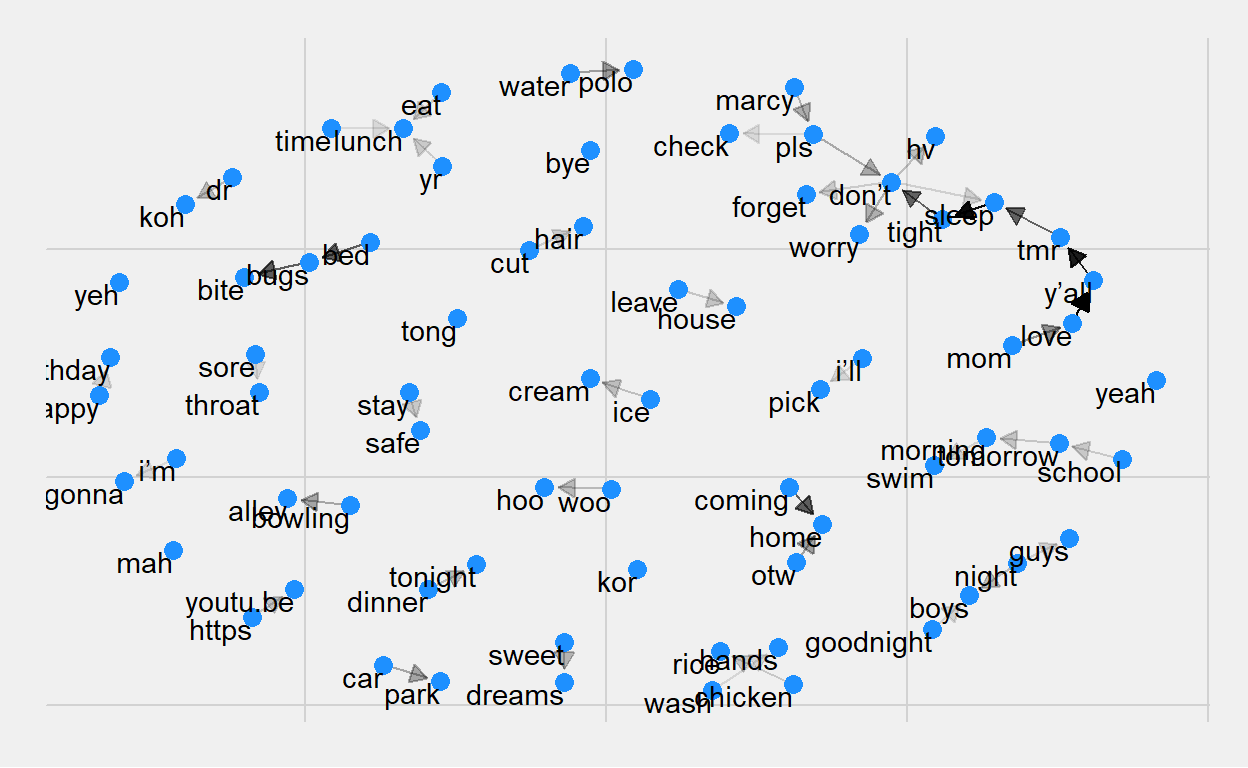 water
polo
marcy
eat
time
lunch
check
pls
hv
bye
yr
dr
koh
forget
don't
sleep
tight
worry
hair
cut
tmr
bed
bugs
bite
yeh
y'all
leave
house
tong
love
mom
thday
appy
sore
throat
i'll
pick
cream
ice
stay
safe
yeah
morning
tomorrow
school
swim
i'm
gonna
alley
bowling
hoo
woo
coming
home
otw
guys
night
boys
goodnight
mah
tonight
dinner
kor
youtu.be
https
sweet
dreams
car
park
rice
hands
wash
chicken